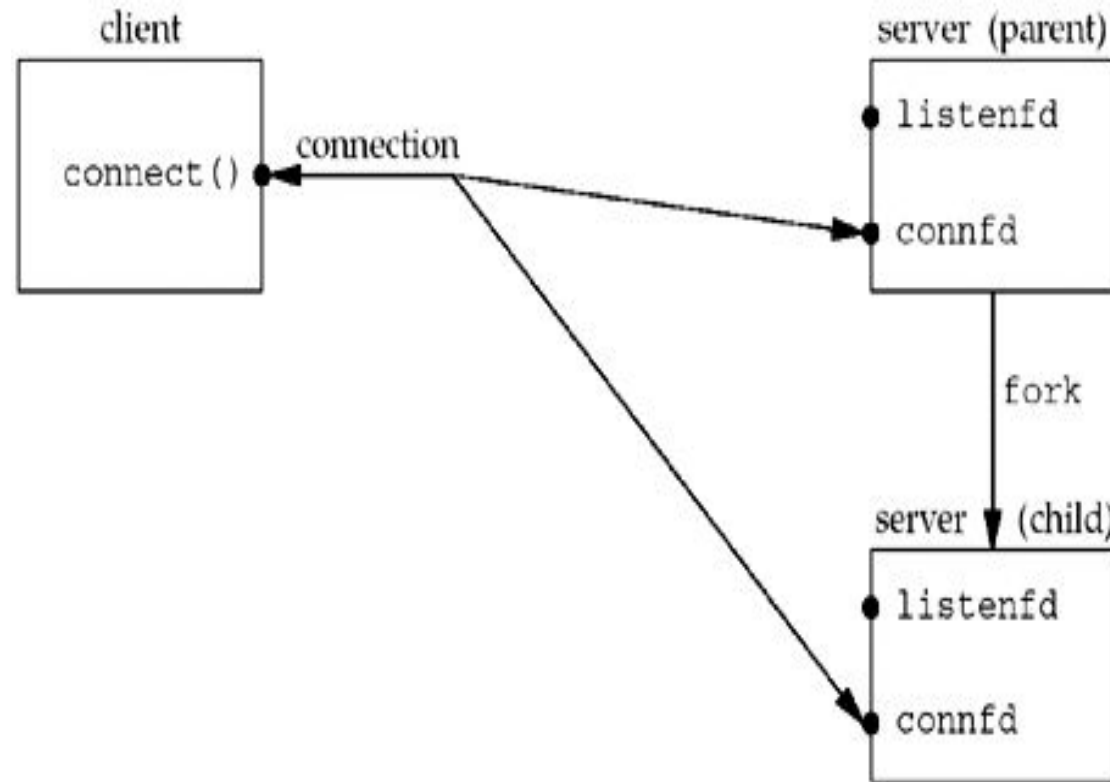 client
server (parent)
listenfd
connection
connect()
connfd
fork
server (child)
listenfd
connfd